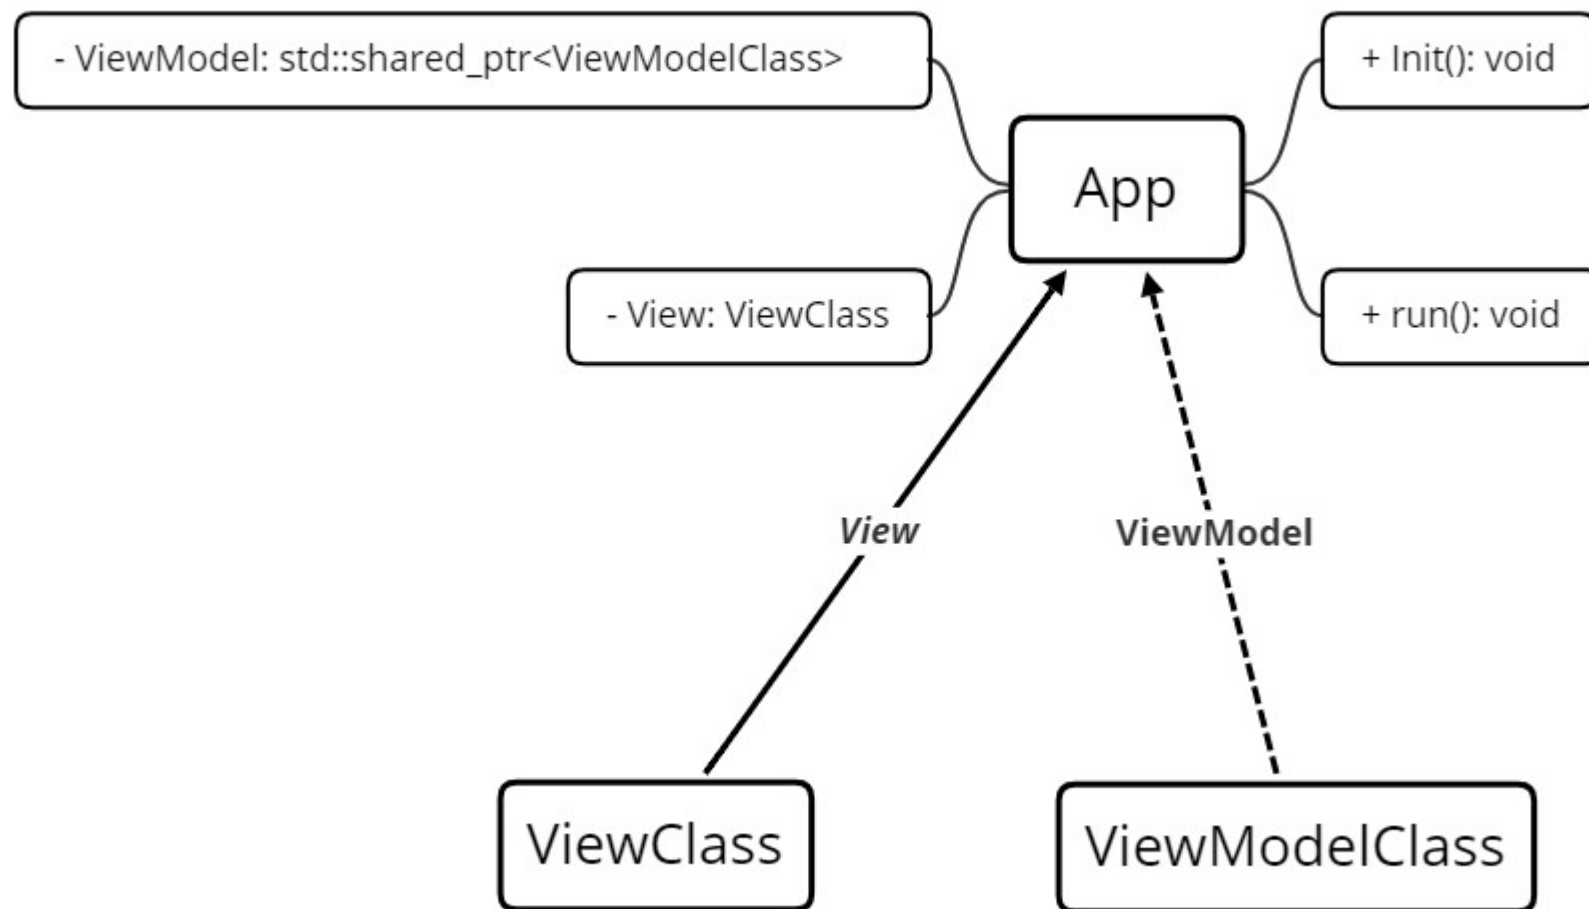 - ViewModel: std::shared_ptr<ViewModelClass>
+ Init(): void
App
- View: ViewClass
+ run(): void
View
ViewModel
ViewClass
ViewModelClass